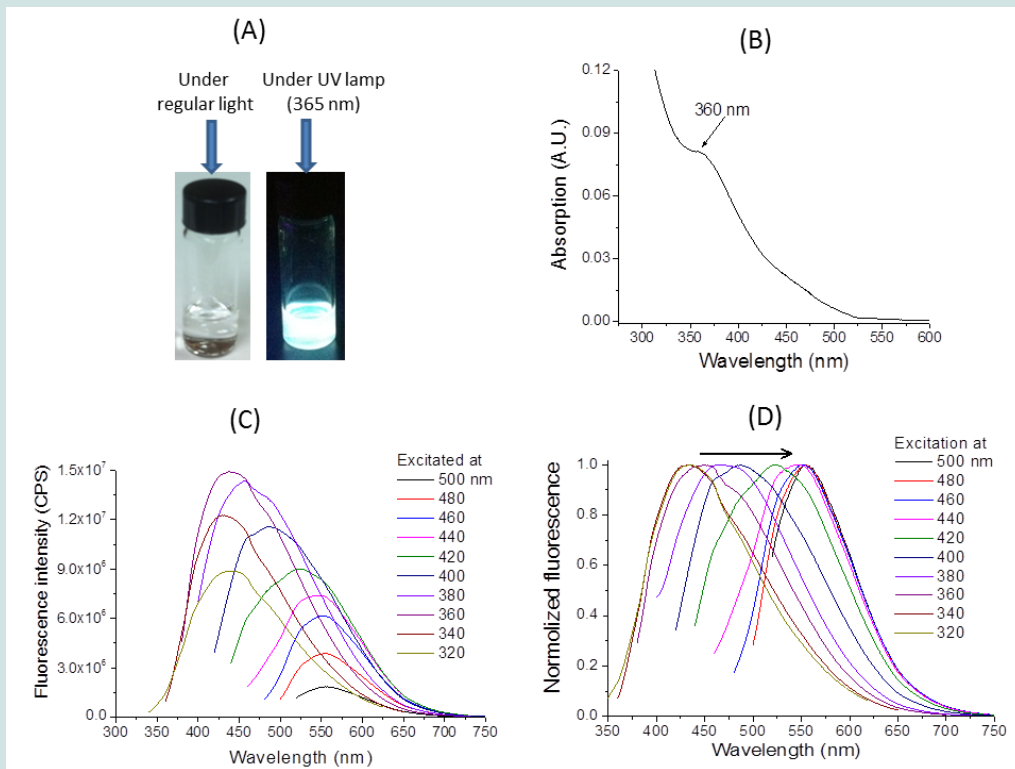 (A)
Under
regular light
Under UV lamp
(365 nm)
(B)
0.12
0.09
0.06
0.03
0.00
Absorption (A.U.)
360 nm
300 350 400 450 500 550 600
Wavelength (nm)
(C)
1.5x10⁷
1.2x10⁷
9.0x10⁶
6.0x10⁶
3.0x10⁶
0.0
Fluorescence intensity (CPS)
Excitated at
500 nm
480
460
440
420
400
380
360
340
320
300 350 400 450 500 550 600 650 700 750
Wavelength (nm)
(D)
1.0
0.8
0.6
0.4
0.2
0.0
Normolized fluorescence
Excitation at
500 nm
480
460
440
420
400
380
360
340
320
350 400 450 500 550 600 650 700 750
Wavelength (nm)